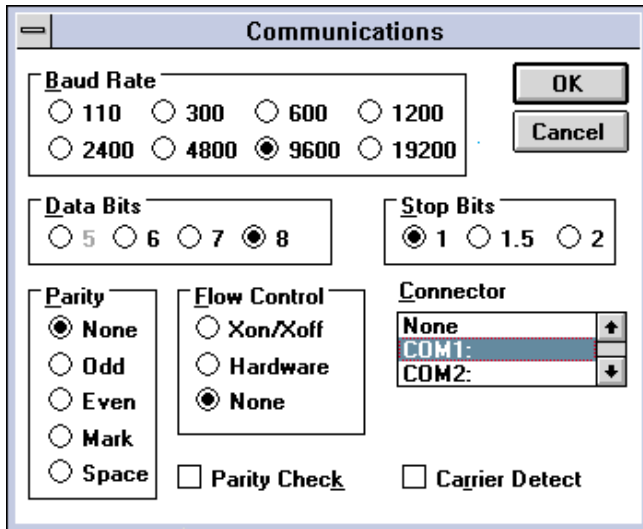 Communications
Baud Rate
110 300 600 1200
2400 4800 9600 19200
OK
Cancel
Data Bits
5 6 7 8
Stop Bits
1 1.5 2
Parity
None
Odd
Even
Mark
Space
Flow Control
Xon/Xoff
Hardware
None
Connector
None
COM1:
COM2:
Parity Check
Carrier Detect